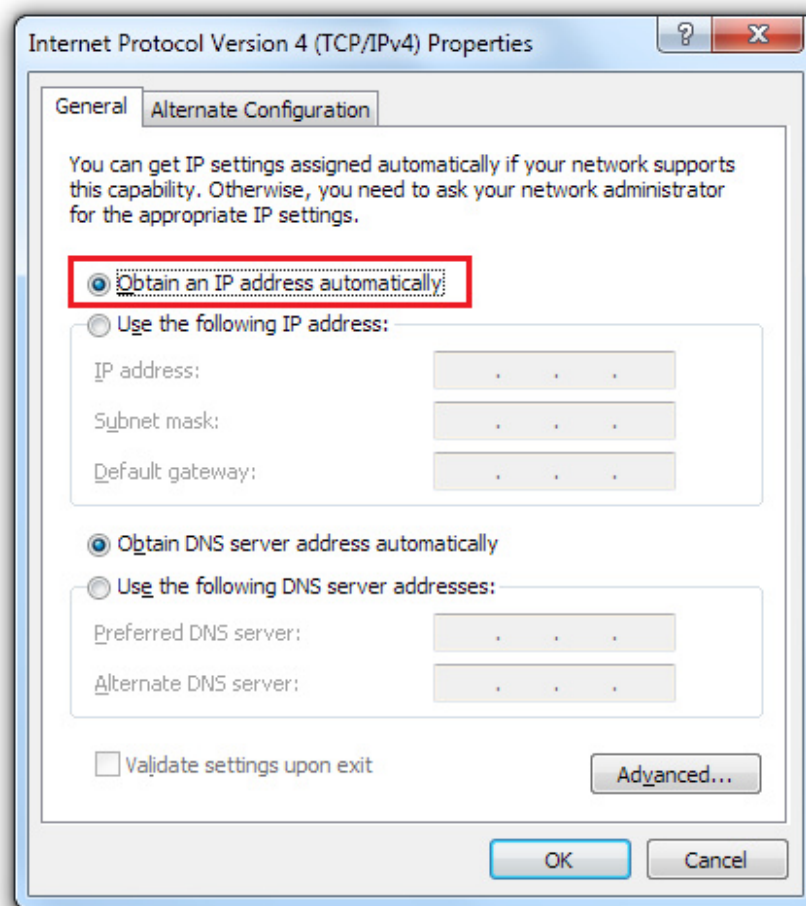 Internet Protocol Version 4 (TCP/IPv4) Properties
General
Alternate Configuration
You can get IP settings assigned automatically if your network supports
this capability. Otherwise, you need to ask your network administrator
for the appropriate IP settings.
Obtain an IP address automatically
Use the following IP address:
IP address:
Subnet mask:
Default gateway:
Obtain DNS server address automatically
Use the following DNS server addresses:
Preferred DNS server:
Alternate DNS server:
Validate settings upon exit
Advanced...
OK
Cancel